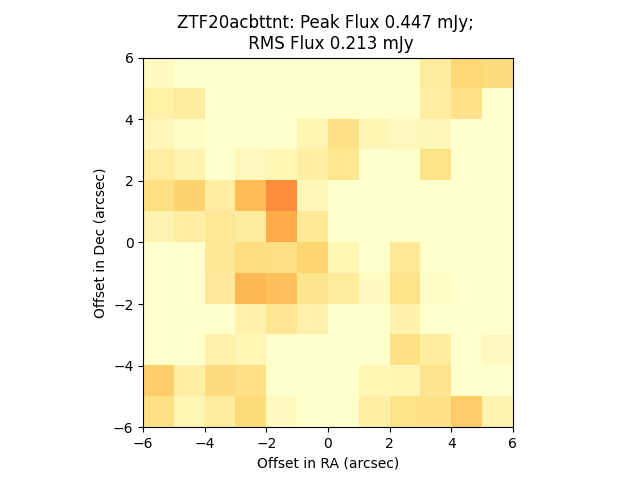 ZTF20acbttnt: Peak Flux 0.447 mJy;
RMS Flux 0.213 mJy
6
4
2
0
−2
−4
−6
Offset in Dec (arcsec)
−6 −4 −2 0 2 4 6
Offset in RA (arcsec)